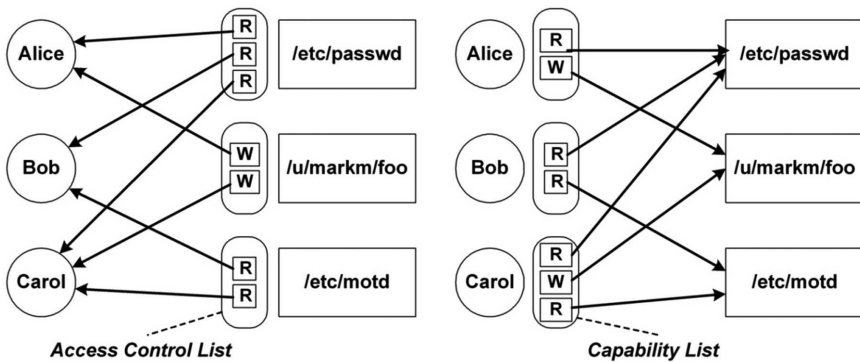 Alice
R
R
R
/etc/passwd
Bob
W
W
/u/markm/foo
Carol
R
R
/etc/motd
Access Control List
Alice
R
W
/etc/passwd
Bob
R
R
/u/markm/foo
Carol
R
W
R
/etc/motd
Capability List